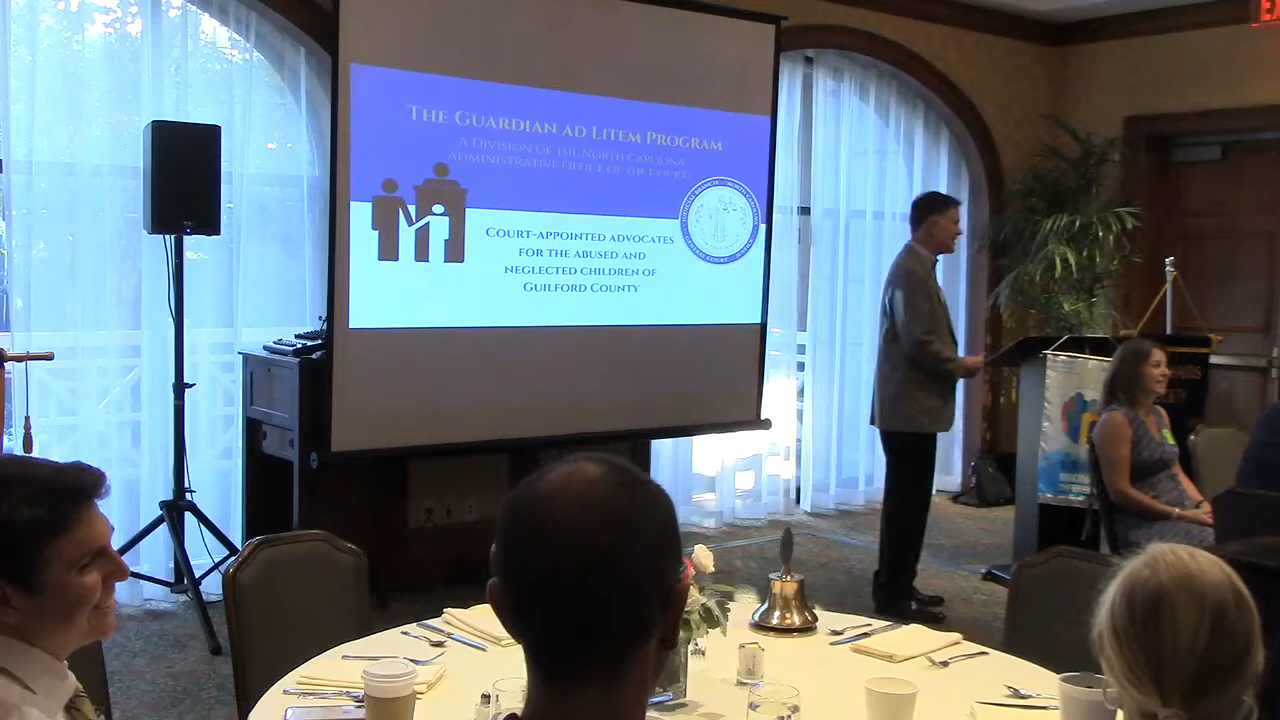 EX
THE GUARDIAN AD LITEM PROGRAM
A DIVISION OF THE NORTH CAROLINA
ADMINISTRATIVE OFFICE OF THE COURTS
COURT-APPOINTED ADVOCATES
FOR THE ABUSED AND
NEGLECTED CHILDREN OF
GUILFORD COUNTY